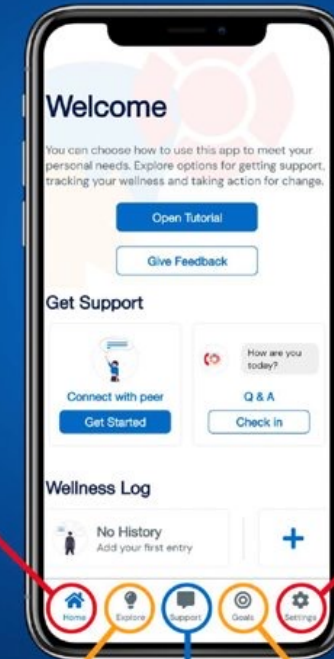 Welcome
You can choose how to use this app to meet your
personal needs. Explore options for getting support,
tracking your wellness and taking action for change.
Open Tutorial
Give Feedback
Get Support
Connect with peer
Get Started
How are you
today?
Q & A
Check in
Wellness Log
No History
Add your first entry
+
Home
Explore
Support
Goals
Settings